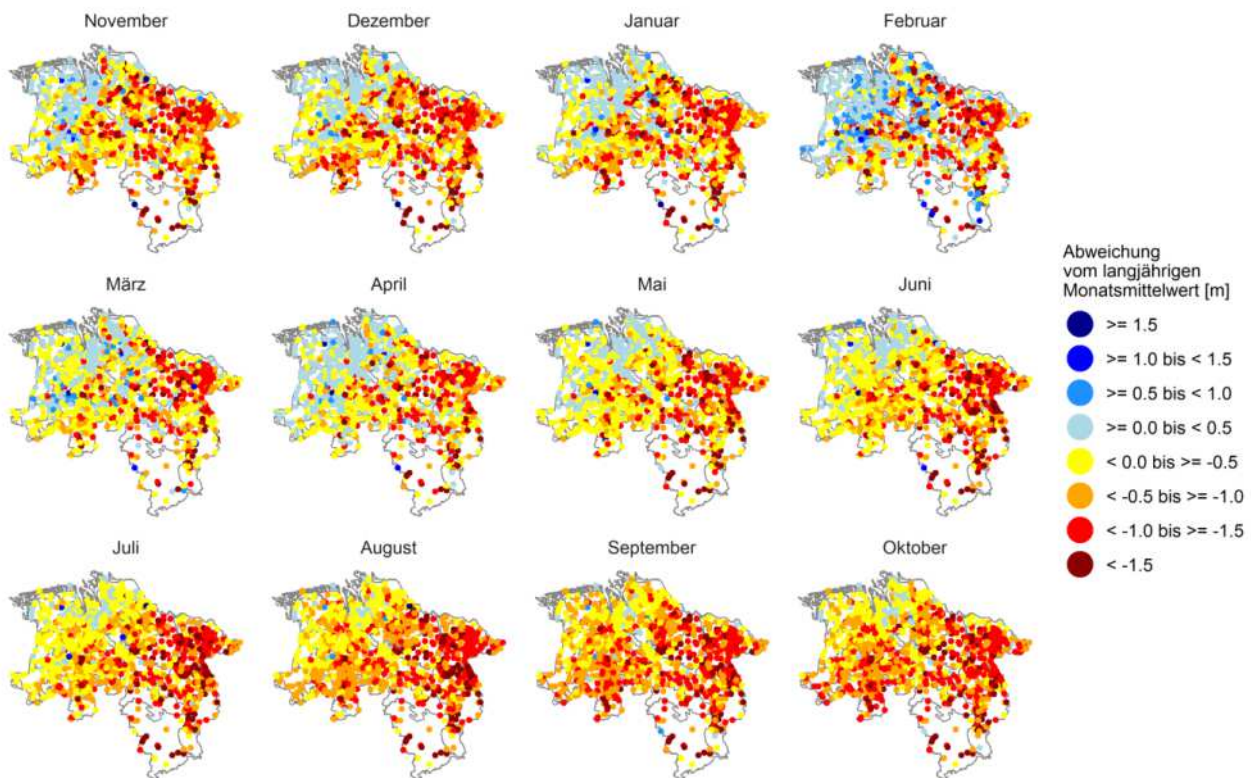 November
Dezember
Januar
Februar
März
April
Mai
Juni
Juli
August
September
Oktober
Abweichung
vom langjährigen
Monatsmittelwert [m]
>= 1.5
>= 1.0 bis < 1.5
>= 0.5 bis < 1.0
>= 0.0 bis < 0.5
< 0.0 bis >= -0.5
< -0.5 bis >= -1.0
< -1.0 bis >= -1.5
< -1.5